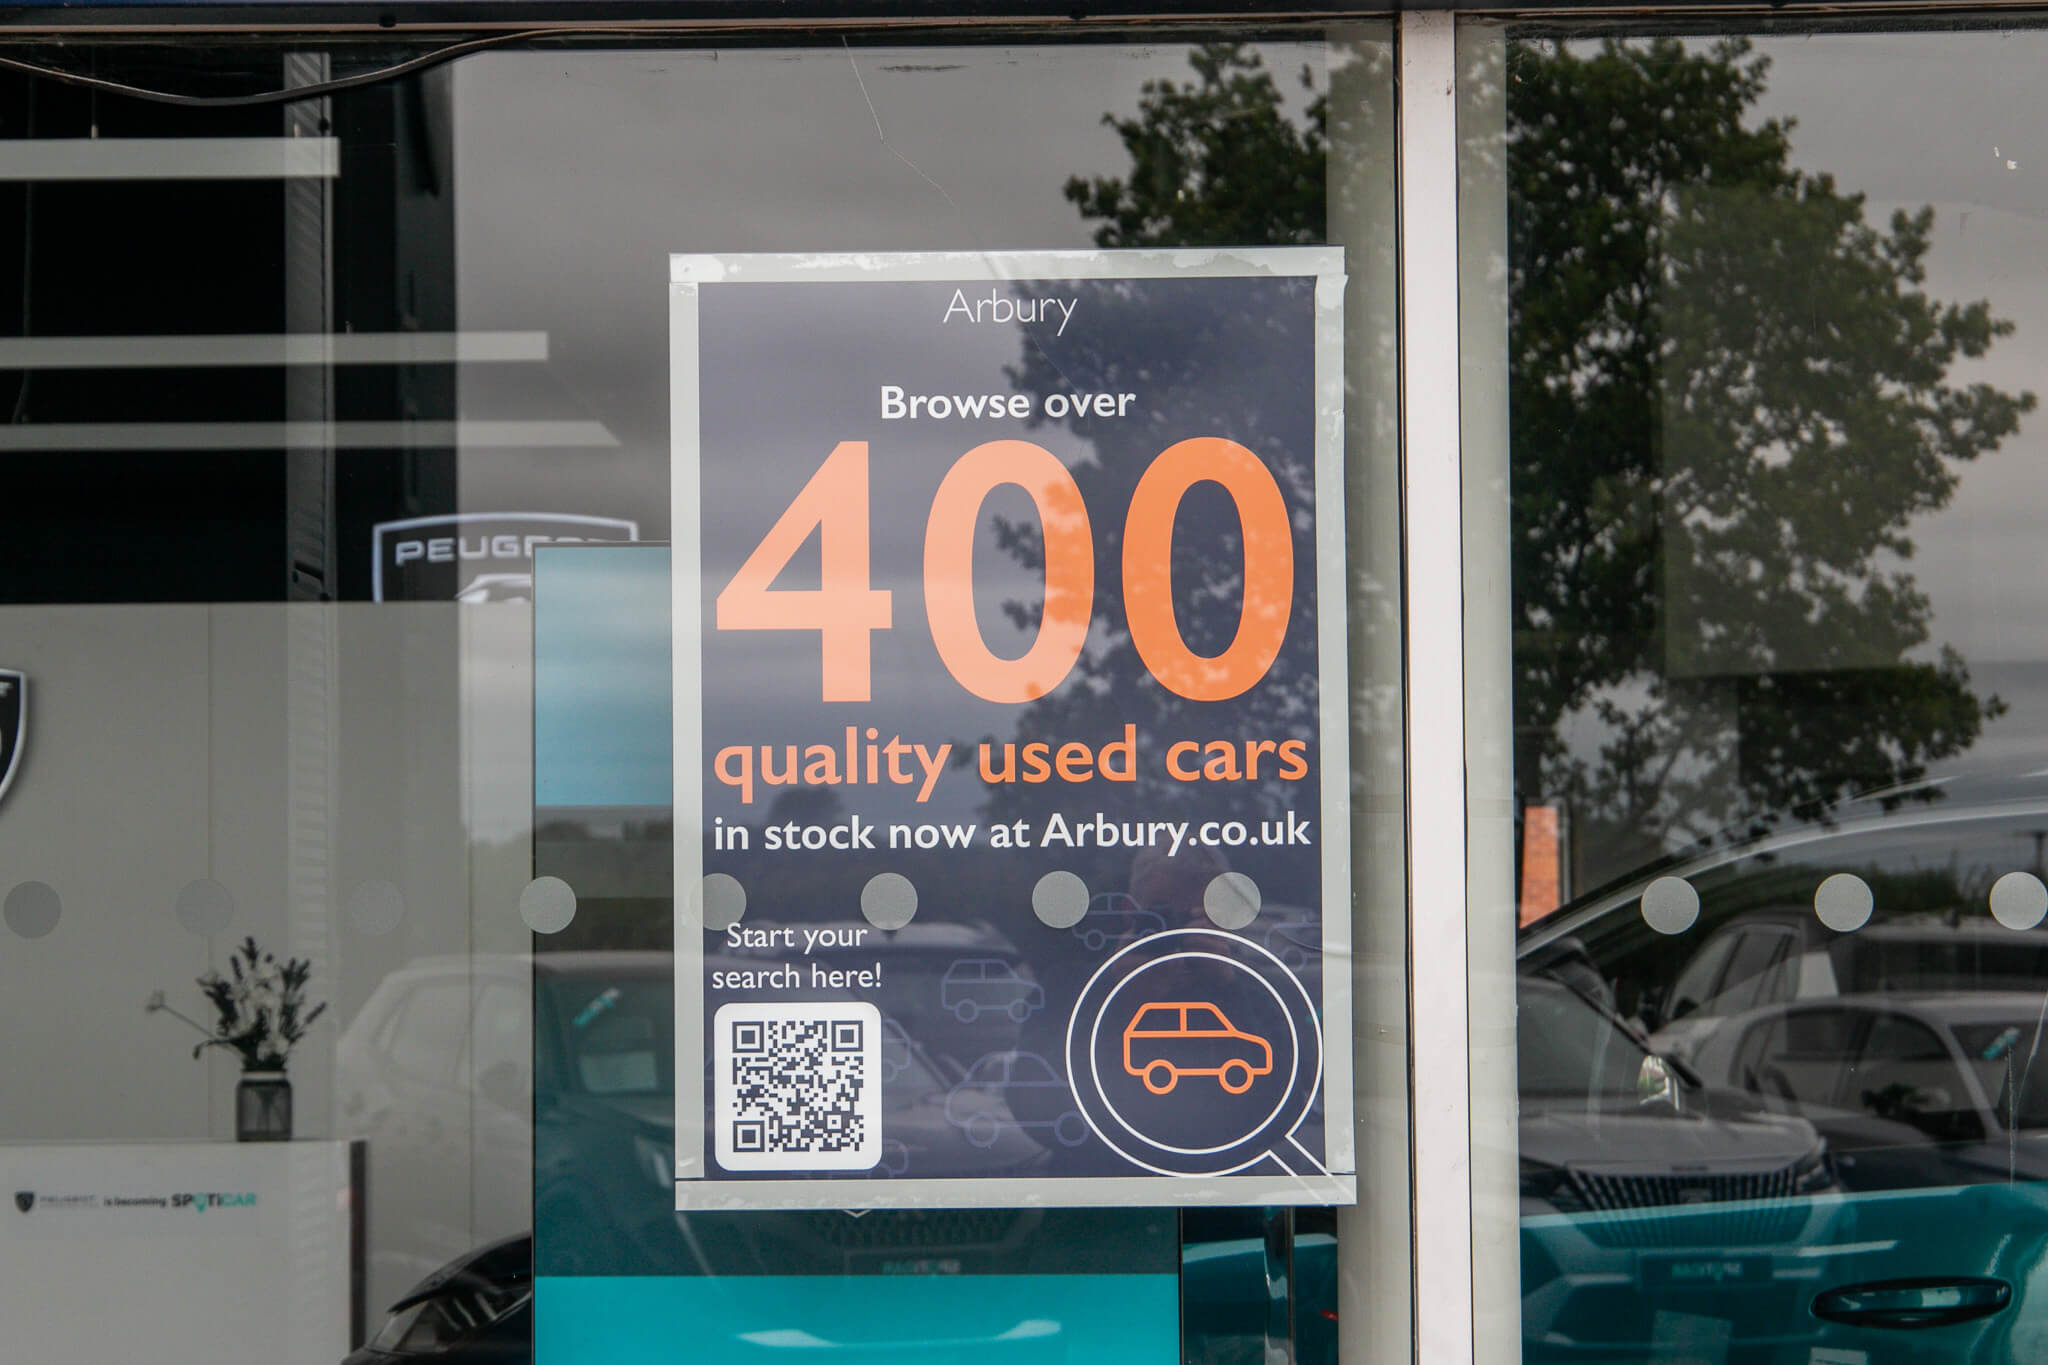 Arbury
Browse over
400
quality used cars
in stock now at Arbury.co.uk
Start your
search here!
PEUGEOT
PEUGEOT is becoming SPOTiCAR